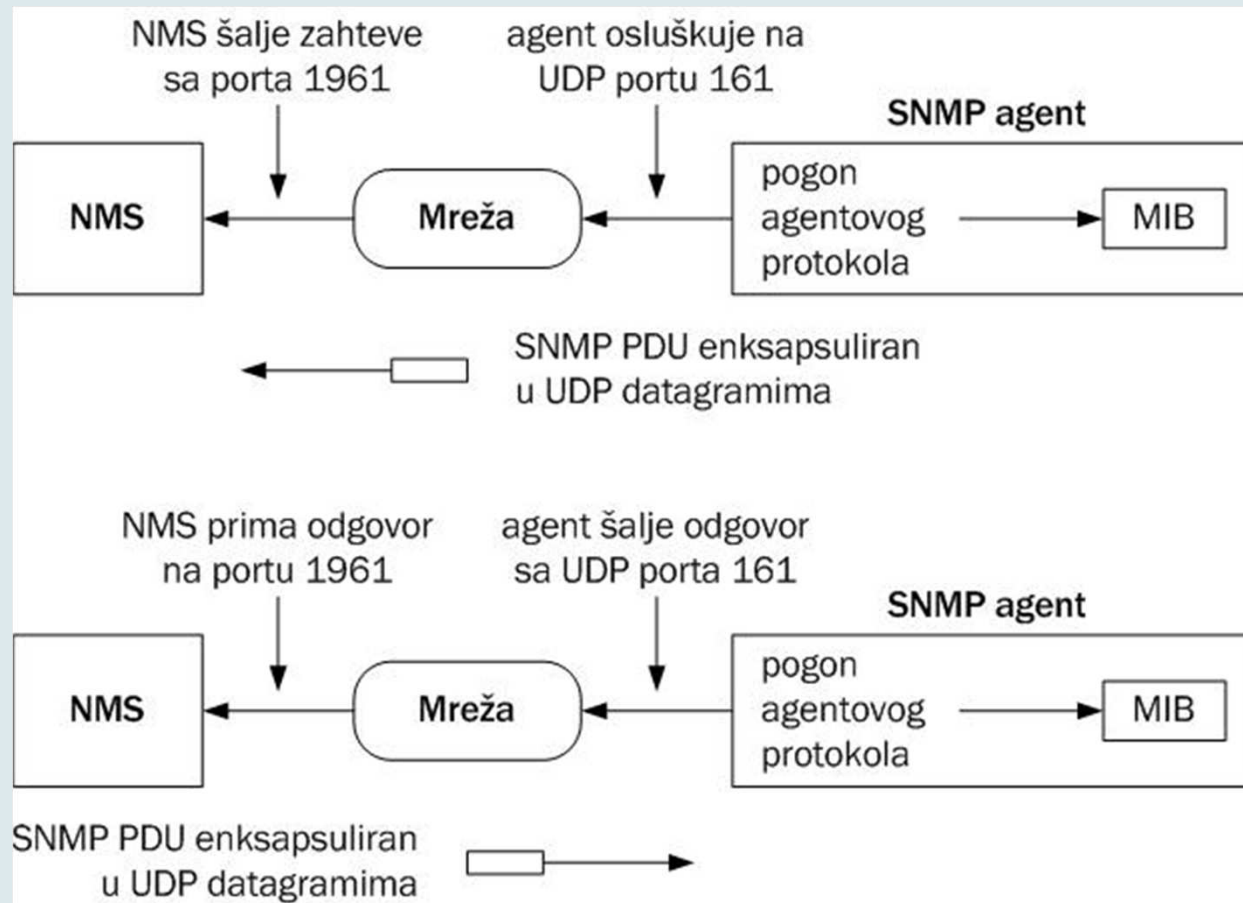 NMS šalje zahteve
sa porta 1961
agent osluškuje na
UDP portu 161
SNMP agent
NMS
Mreža
pogon
agentovog
protokola
MIB
SNMP PDU enksapsuliran
u UDP datagramima
NMS prima odgovor
na portu 1961
agent šalje odgovor
sa UDP porta 161
SNMP agent
NMS
Mreža
pogon
agentovog
protokola
MIB
SNMP PDU enksapsuliran
u UDP datagramima